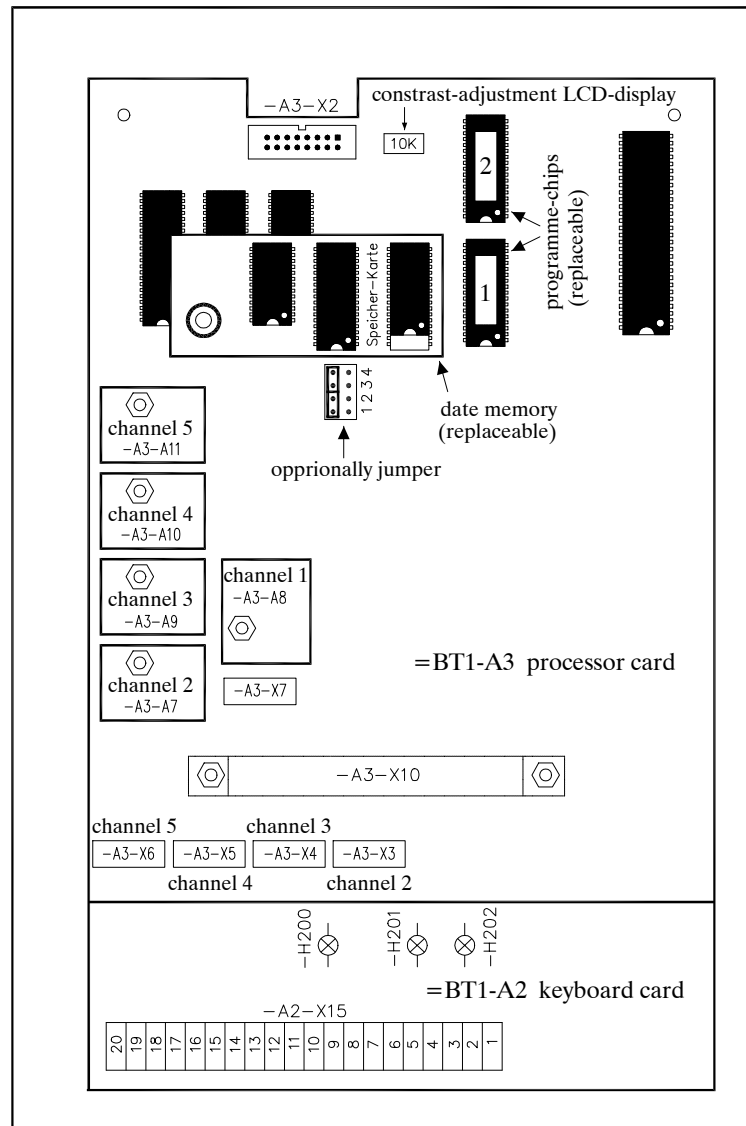 constrast-adjustment LCD-display
-A3-X2
10K
2
1
programme-chips
(replaceable)
Speicher-Karte
1 2 3 4
date memory
(replaceable)
opprionally jumper
channel 5
-A3-A11
channel 4
-A3-A10
channel 3
-A3-A9
channel 1
-A3-A8
channel 2
-A3-A7
-A3-X7
=BT1-A3 processor card
-A3-X10
channel 5
channel 3
-A3-X6
-A3-X5
-A3-X4
-A3-X3
channel 4
channel 2
-H200
-H201
-H202
=BT1-A2 keyboard card
-A2-X15
20 19 18 17 16 15 14 13 12 11 10 9 8 7 6 5 4 3 2 1